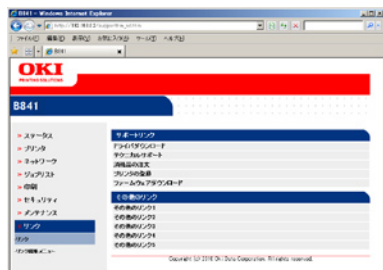 B841 - Windows Internet Explorer
B841
OKI
PRINTING SOLUTIONS
B841
ステータス
プリンタ
ネットワーク
ジョブリスト
印刷
セキュリティ
メンテナンス
リンク
リンク
リンク編集メニュー
サポートリンク
ドライバダウンロード
テクニカルサポート
消耗品の注文
プリンタの登録
ファームウェアダウンロード
その他のリンク
その他のリンク1
その他のリンク2
その他のリンク3
その他のリンク4
その他のリンク5